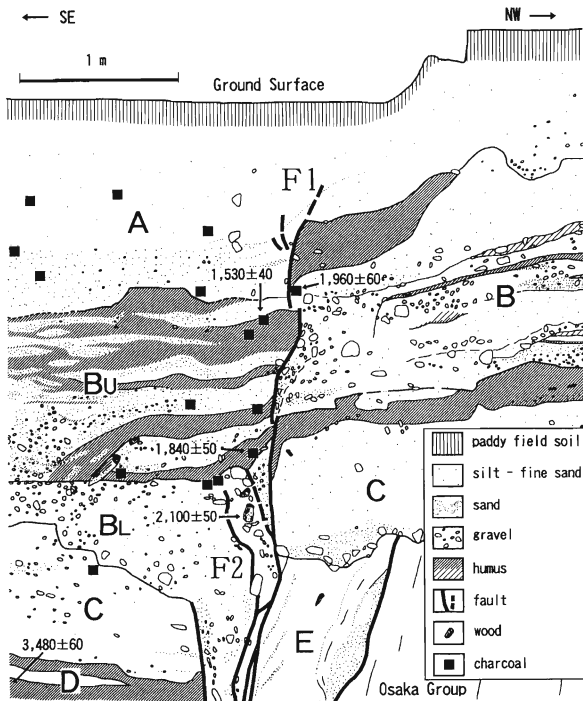 SE
NW
1 m
Ground Surface
F1
A
1,530±40
1,960±60
B
BU
1,840±50
C
BL
2,100±50
F2
C
E
3,480±60
D
Osaka Group
paddy field soil
silt - fine sand
sand
gravel
humus
fault
wood
charcoal